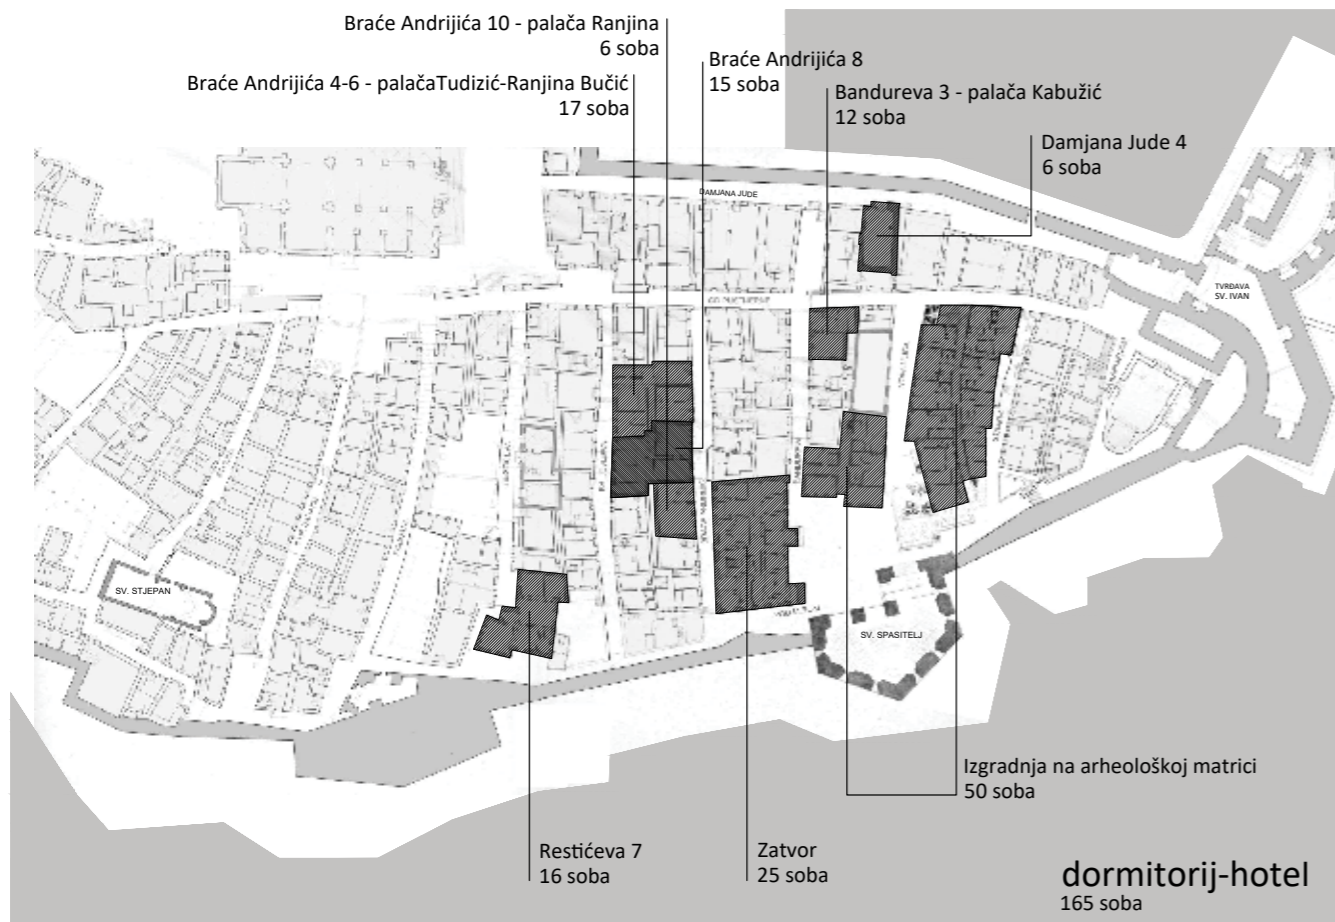 Braće Andrijića 10 - palača Ranjina
6 soba
Braće Andrijića 4-6 - palačaTudizić-Ranjina Bučić
17 soba
Braće Andrijića 8
15 soba
Bandureva 3 - palača Kabužić
12 soba
Damjana Jude 4
6 soba
DAMJANA JUDE
TVRĐAVA
SV. IVAN
SV. STJEPAN
SV. SPASITELJ
Izgradnja na arheološkoj matrici
50 soba
Restićeva 7
16 soba
Zatvor
25 soba
dormitorij-hotel
165 soba